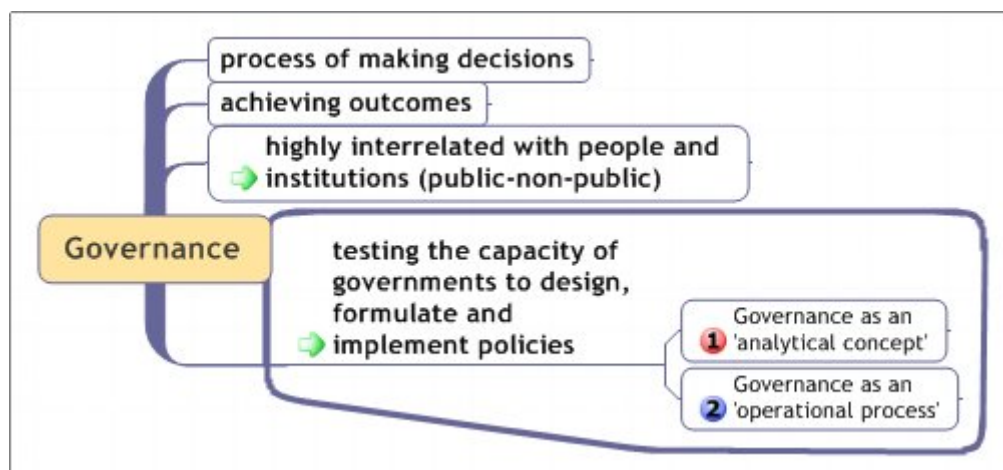 process of making decisions
achieving outcomes
highly interrelated with people and
institutions (public-non-public)
Governance
testing the capacity of
governments to design,
formulate and
implement policies
1
Governance as an
'analytical concept'
2
Governance as an
'operational process'